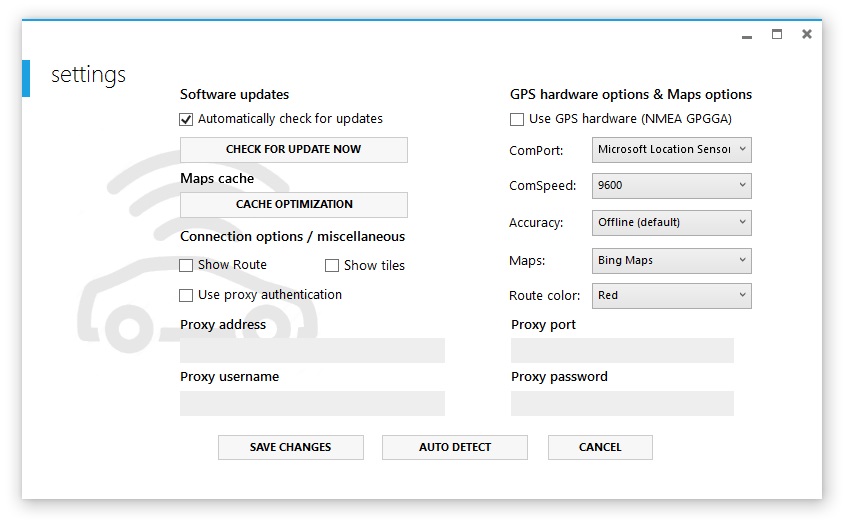 settings
Software updates
Automatically check for updates
CHECK FOR UPDATE NOW
Maps cache
CACHE OPTIMIZATION
Connection options / miscellaneous
Show Route
Show tiles
Use proxy authentication
GPS hardware options & Maps options
Use GPS hardware (NMEA GPGGA)
ComPort: Microsoft Location Sensor
ComSpeed: 9600
Accuracy: Offline (default)
Maps: Bing Maps
Route color: Red
Proxy address
Proxy port
Proxy username
Proxy password
SAVE CHANGES
AUTO DETECT
CANCEL